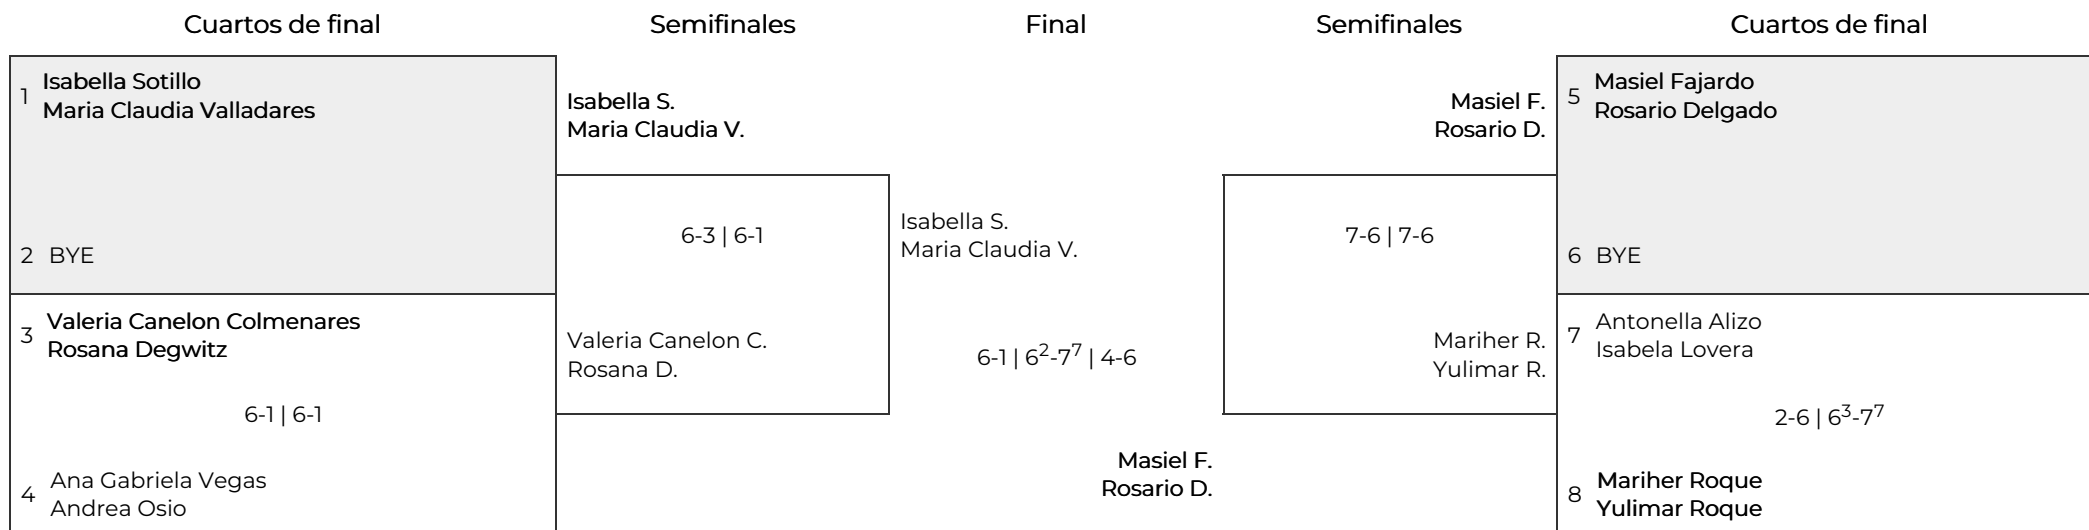 Cuartos de final
Semifinales
Final
Semifinales
Cuartos de final
1
Isabella Sotillo
Maria Claudia Valladares
2 BYE
3
Valeria Canelon Colmenares
Rosana Degwitz
6-1 | 6-1
4
Ana Gabriela Vegas
Andrea Osio
Isabella S.
Maria Claudia V.
6-3 | 6-1
Valeria Canelon C.
Rosana D.
Isabella S.
Maria Claudia V.
6-1 | 6²-7⁷ | 4-6
Masiel F.
Rosario D.
Masiel F.
Rosario D.
7-6 | 7-6
Mariher R.
Yulimar R.
5
Masiel Fajardo
Rosario Delgado
6 BYE
7
Antonella Alizo
Isabela Lovera
2-6 | 6³-7⁷
8
Mariher Roque
Yulimar Roque